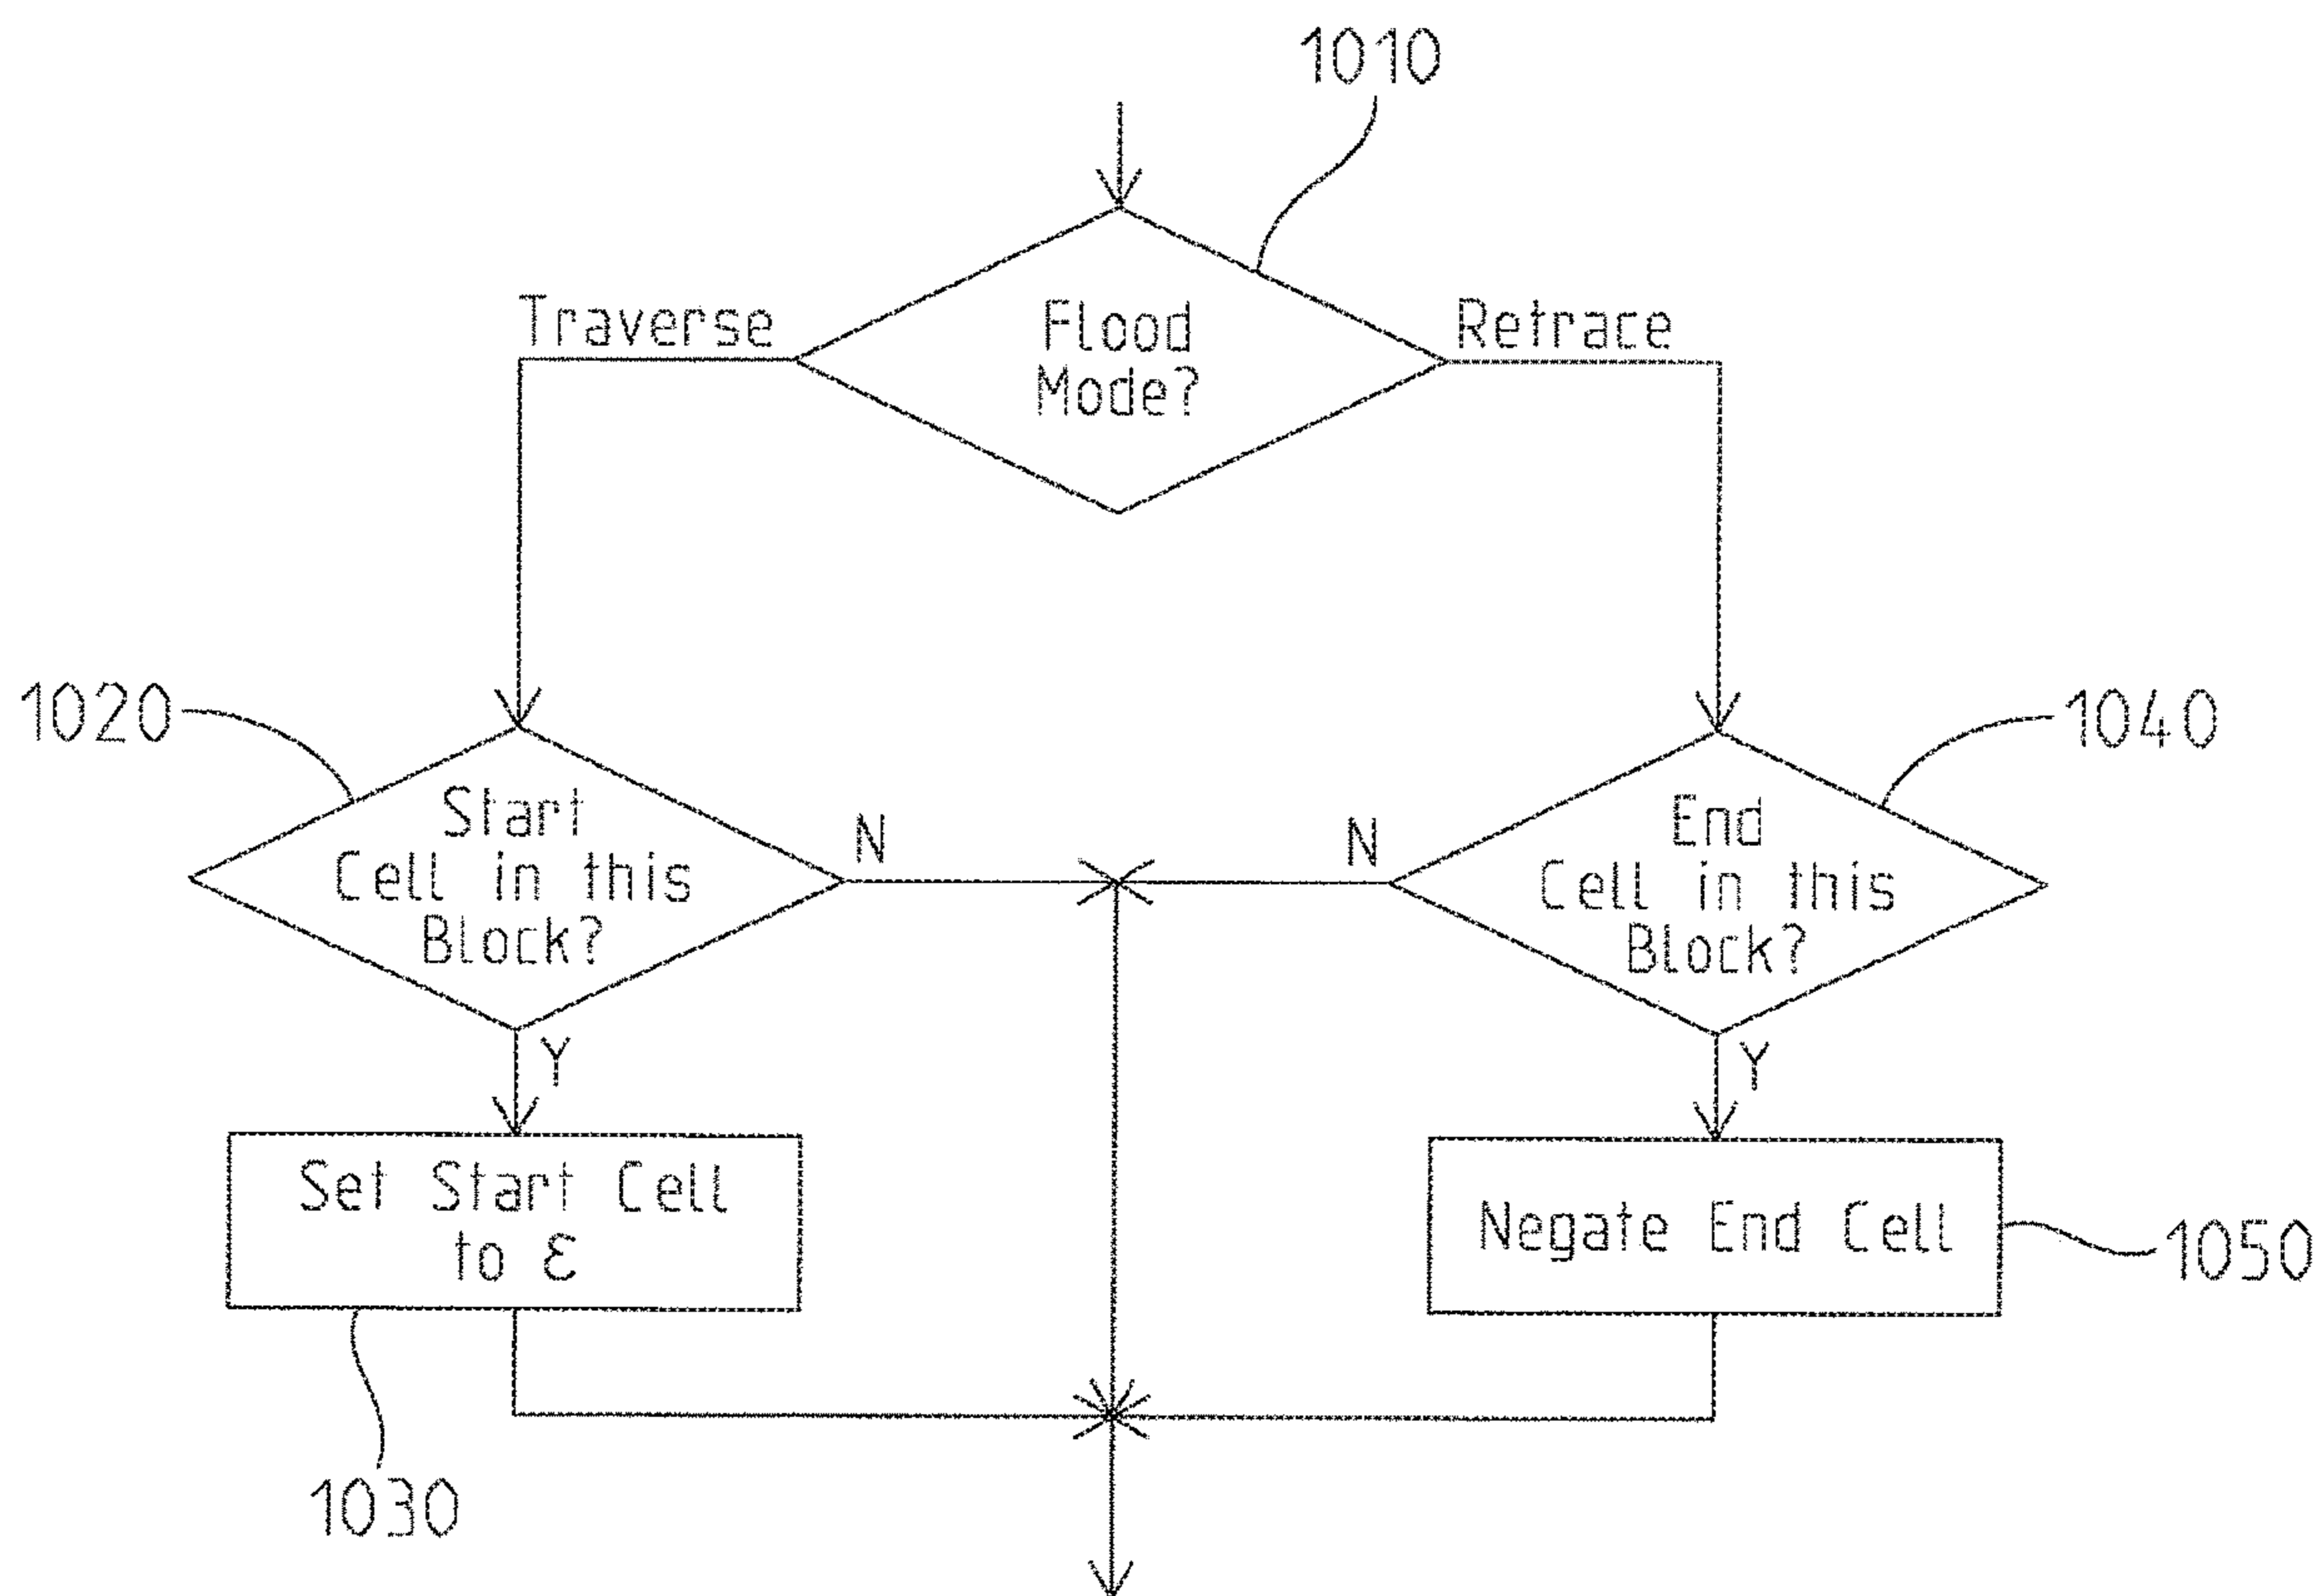 1010
Traverse
Flood
Mode?
Retrace
1020
Start
Cell in this
Block?
N
N
End
Cell in this
Block?
1040
Y
Y
Set Start Cell
to ε
Negate End Cell
1050
1030